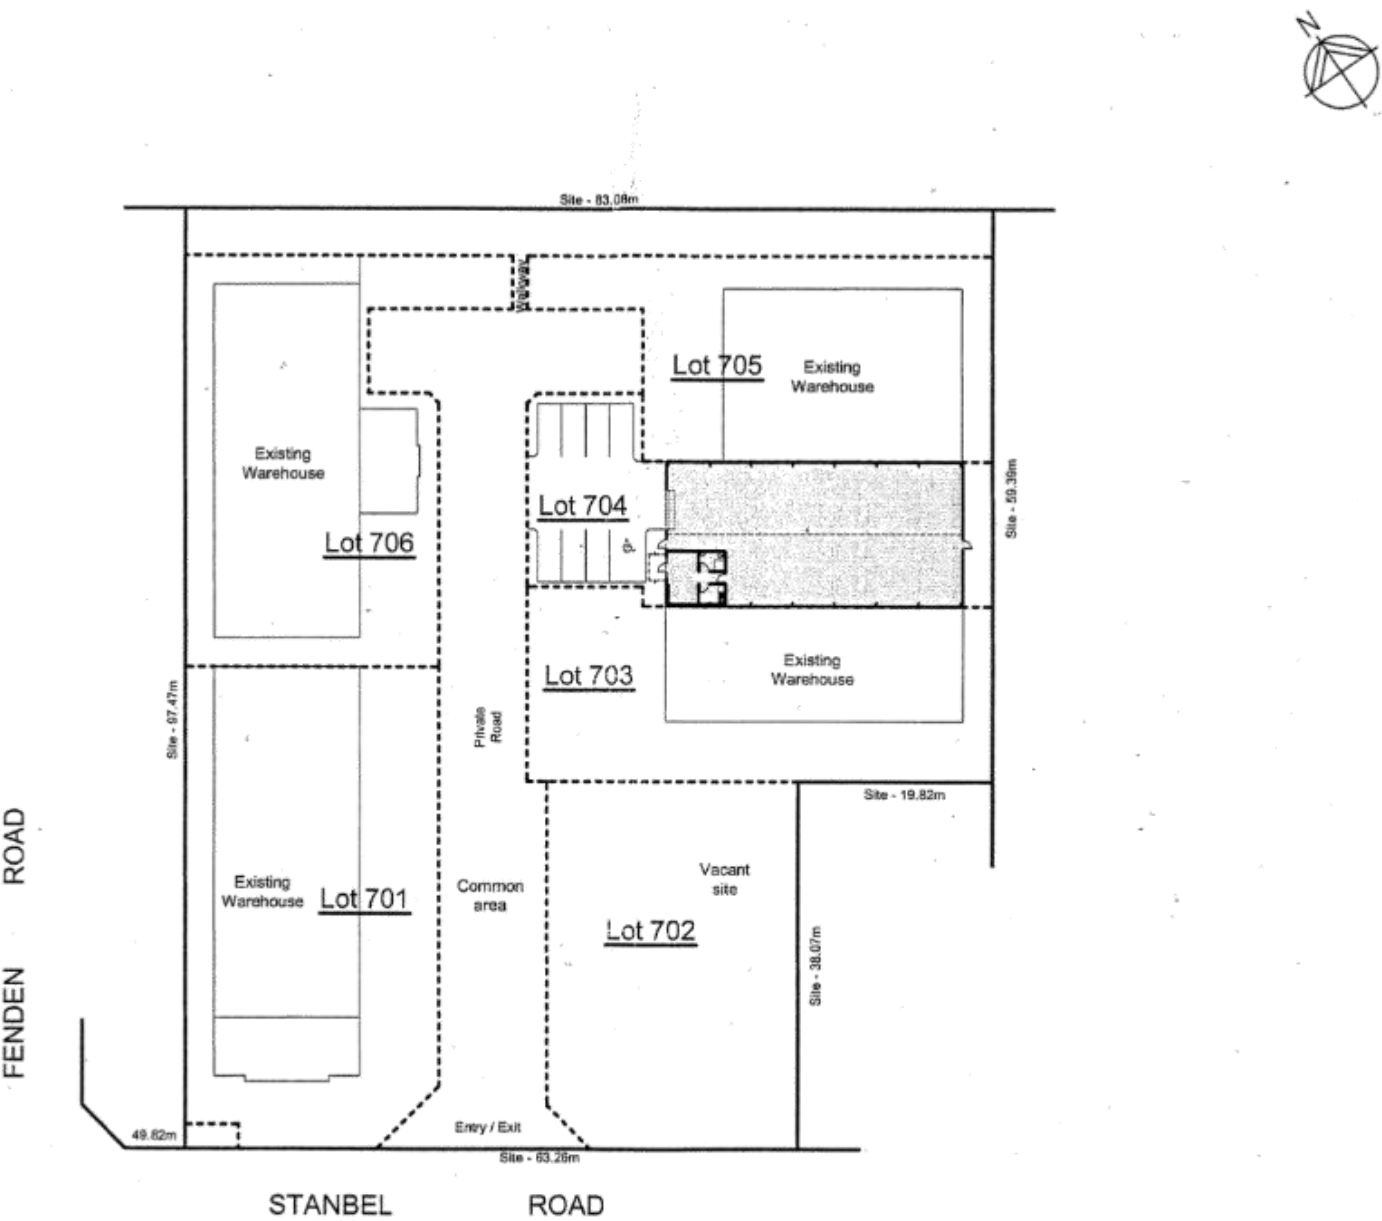 N
Site - 83.08m
Walkway
Lot 705
Existing
Warehouse
Existing
Warehouse
Lot 704
Site - 59.39m
Lot 706
Existing
Warehouse
Lot 703
Site - 97.47m
Private
Road
Site - 19.82m
Vacant
site
Existing
Warehouse
Lot 701
Common
area
Lot 702
Site - 38.07m
FENDEN ROAD
49.82m
Entry / Exit
Site - 63.26m
STANBEL ROAD